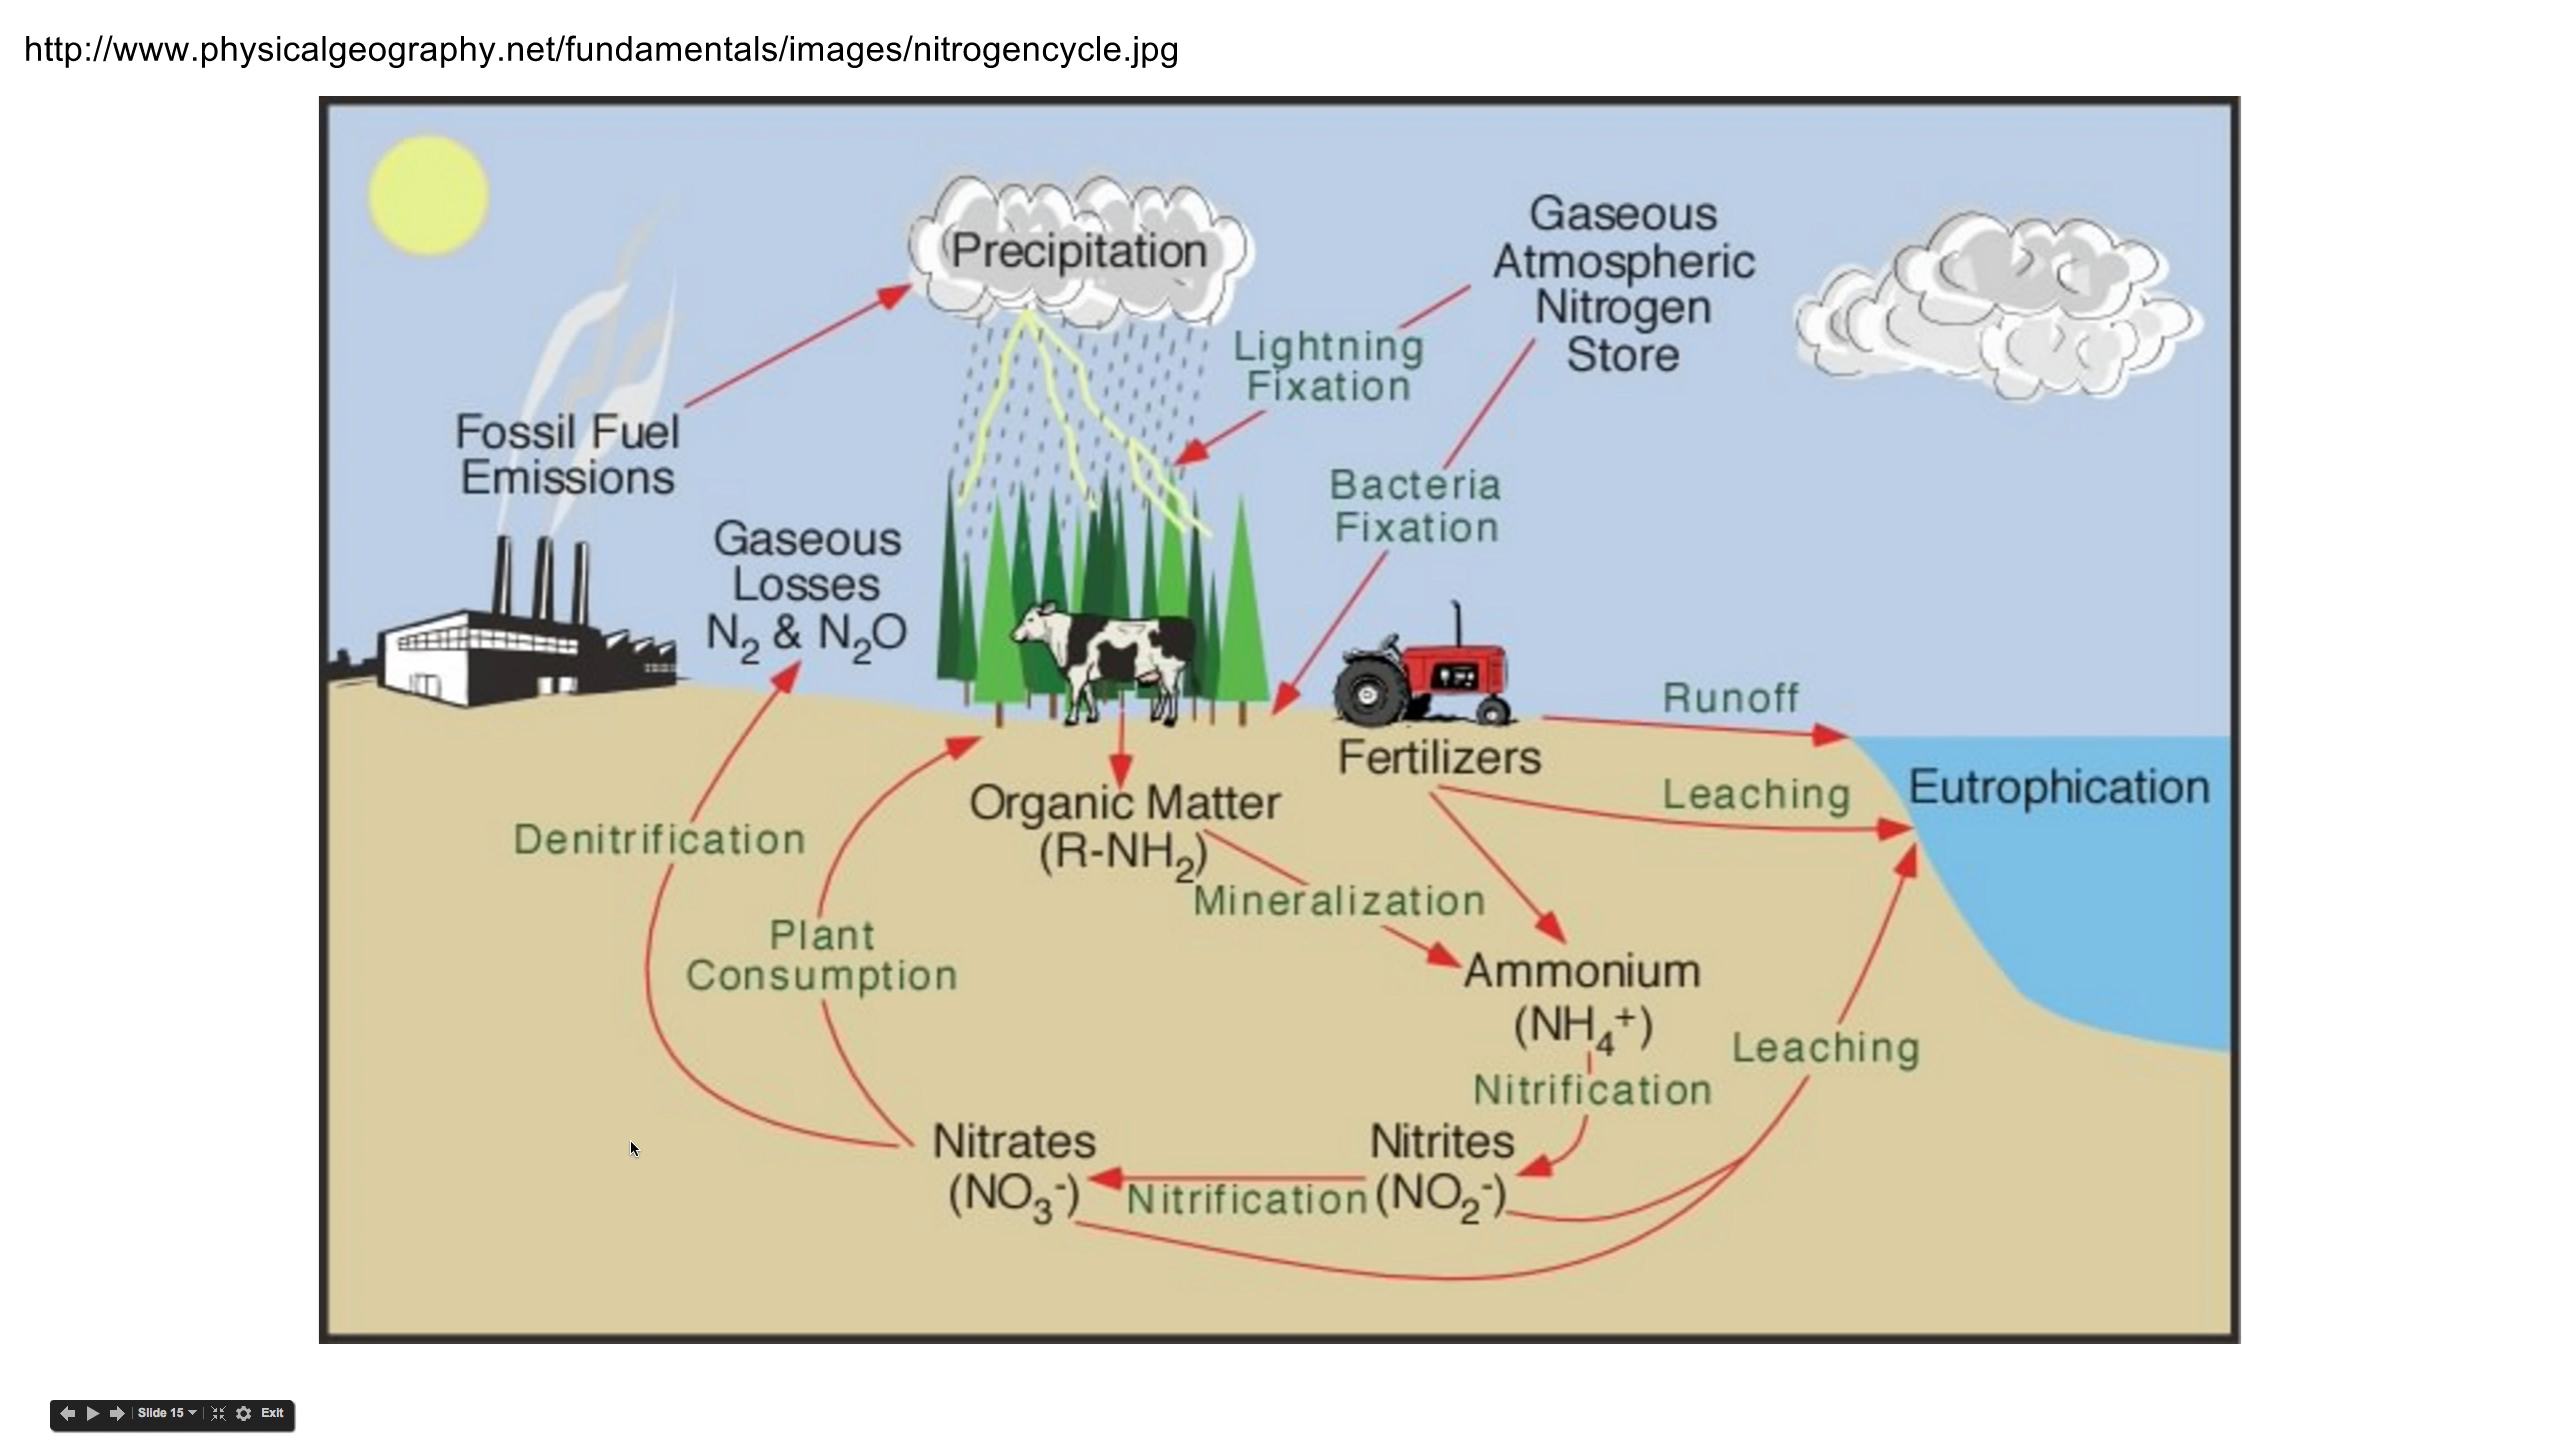 http://www.physicalgeography.net/fundamentals/images/nitrogencycle.jpg
Precipitation
Gaseous
Atmospheric
Nitrogen
Store
Lightning
Fixation
Fossil Fuel
Emissions
Bacteria
Fixation
Gaseous
Losses
N₂ & N₂O
Runoff
Fertilizers
Leaching
Eutrophication
Organic Matter
(R-NH₂)
Denitrification
Mineralization
Plant
Consumption
Ammonium
(NH₄⁺)
Leaching
Nitrification
Nitrates
(NO₃⁻)
Nitrification
Nitrites
(NO₂⁻)
Slide 15
Exit